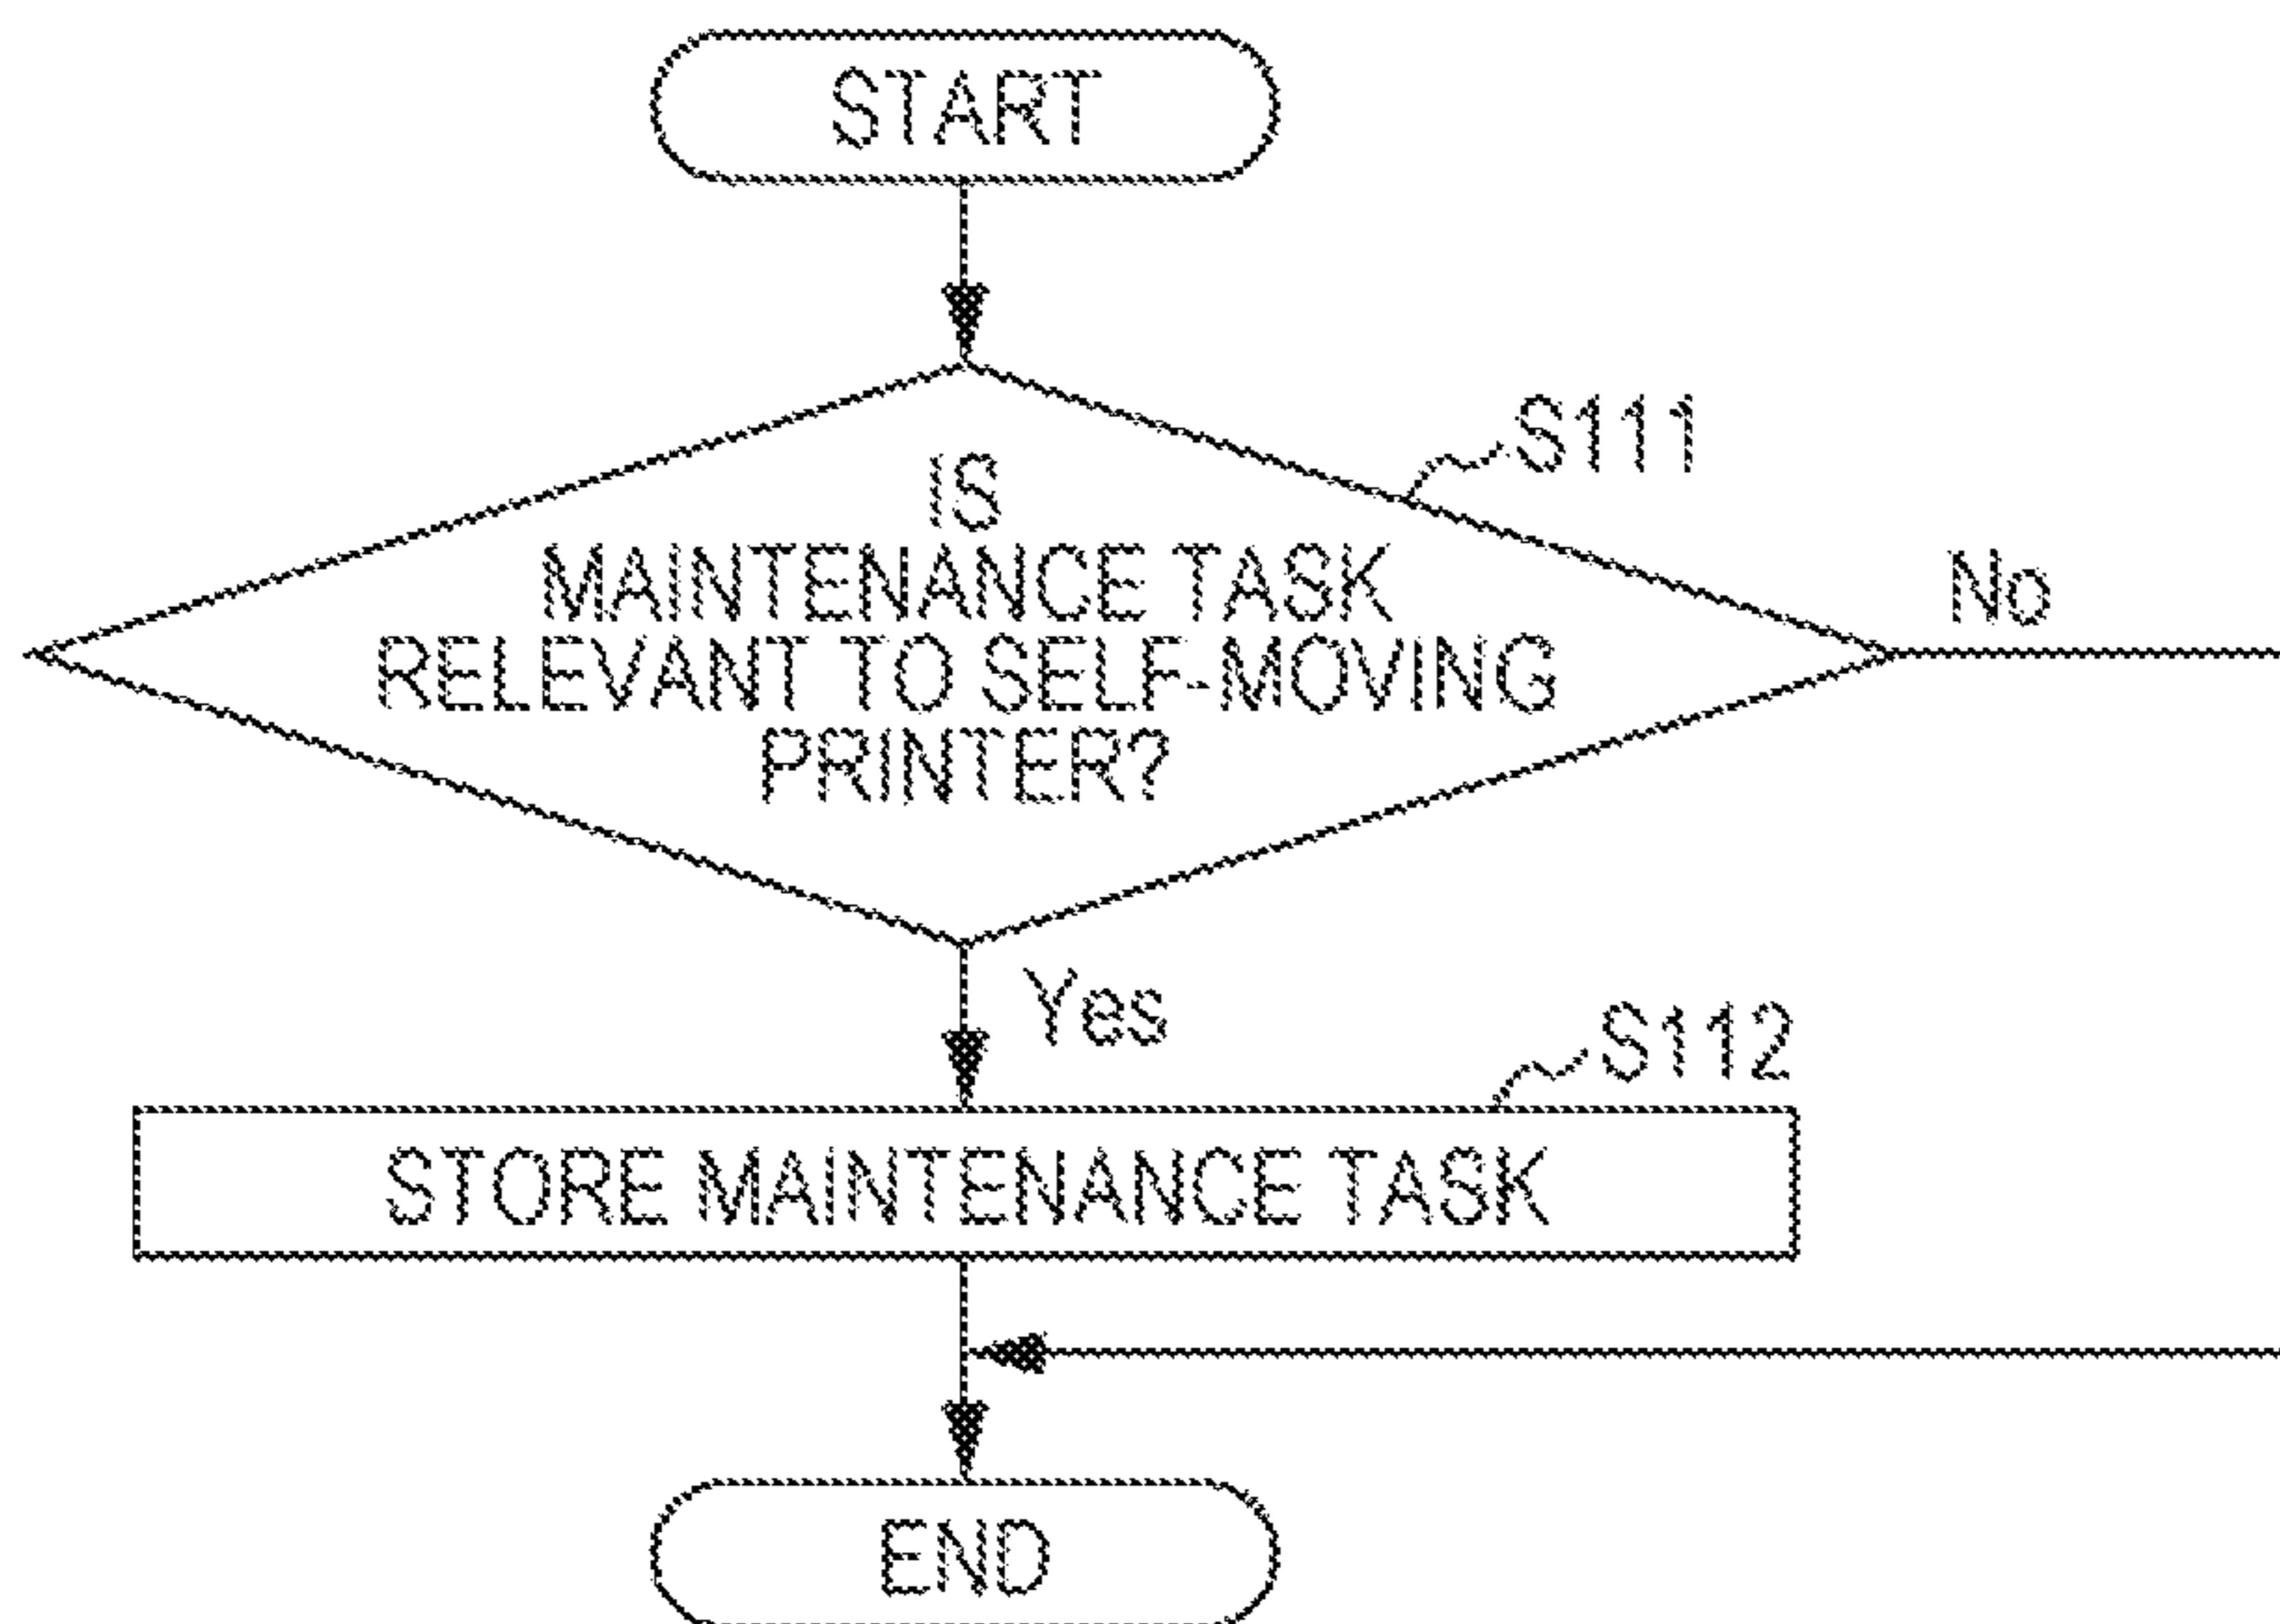 START
S111
IS
MAINTENANCE TASK
RELEVANT TO SELF-MOVING
PRINTER?
No
Yes
S112
STORE MAINTENANCE TASK
END